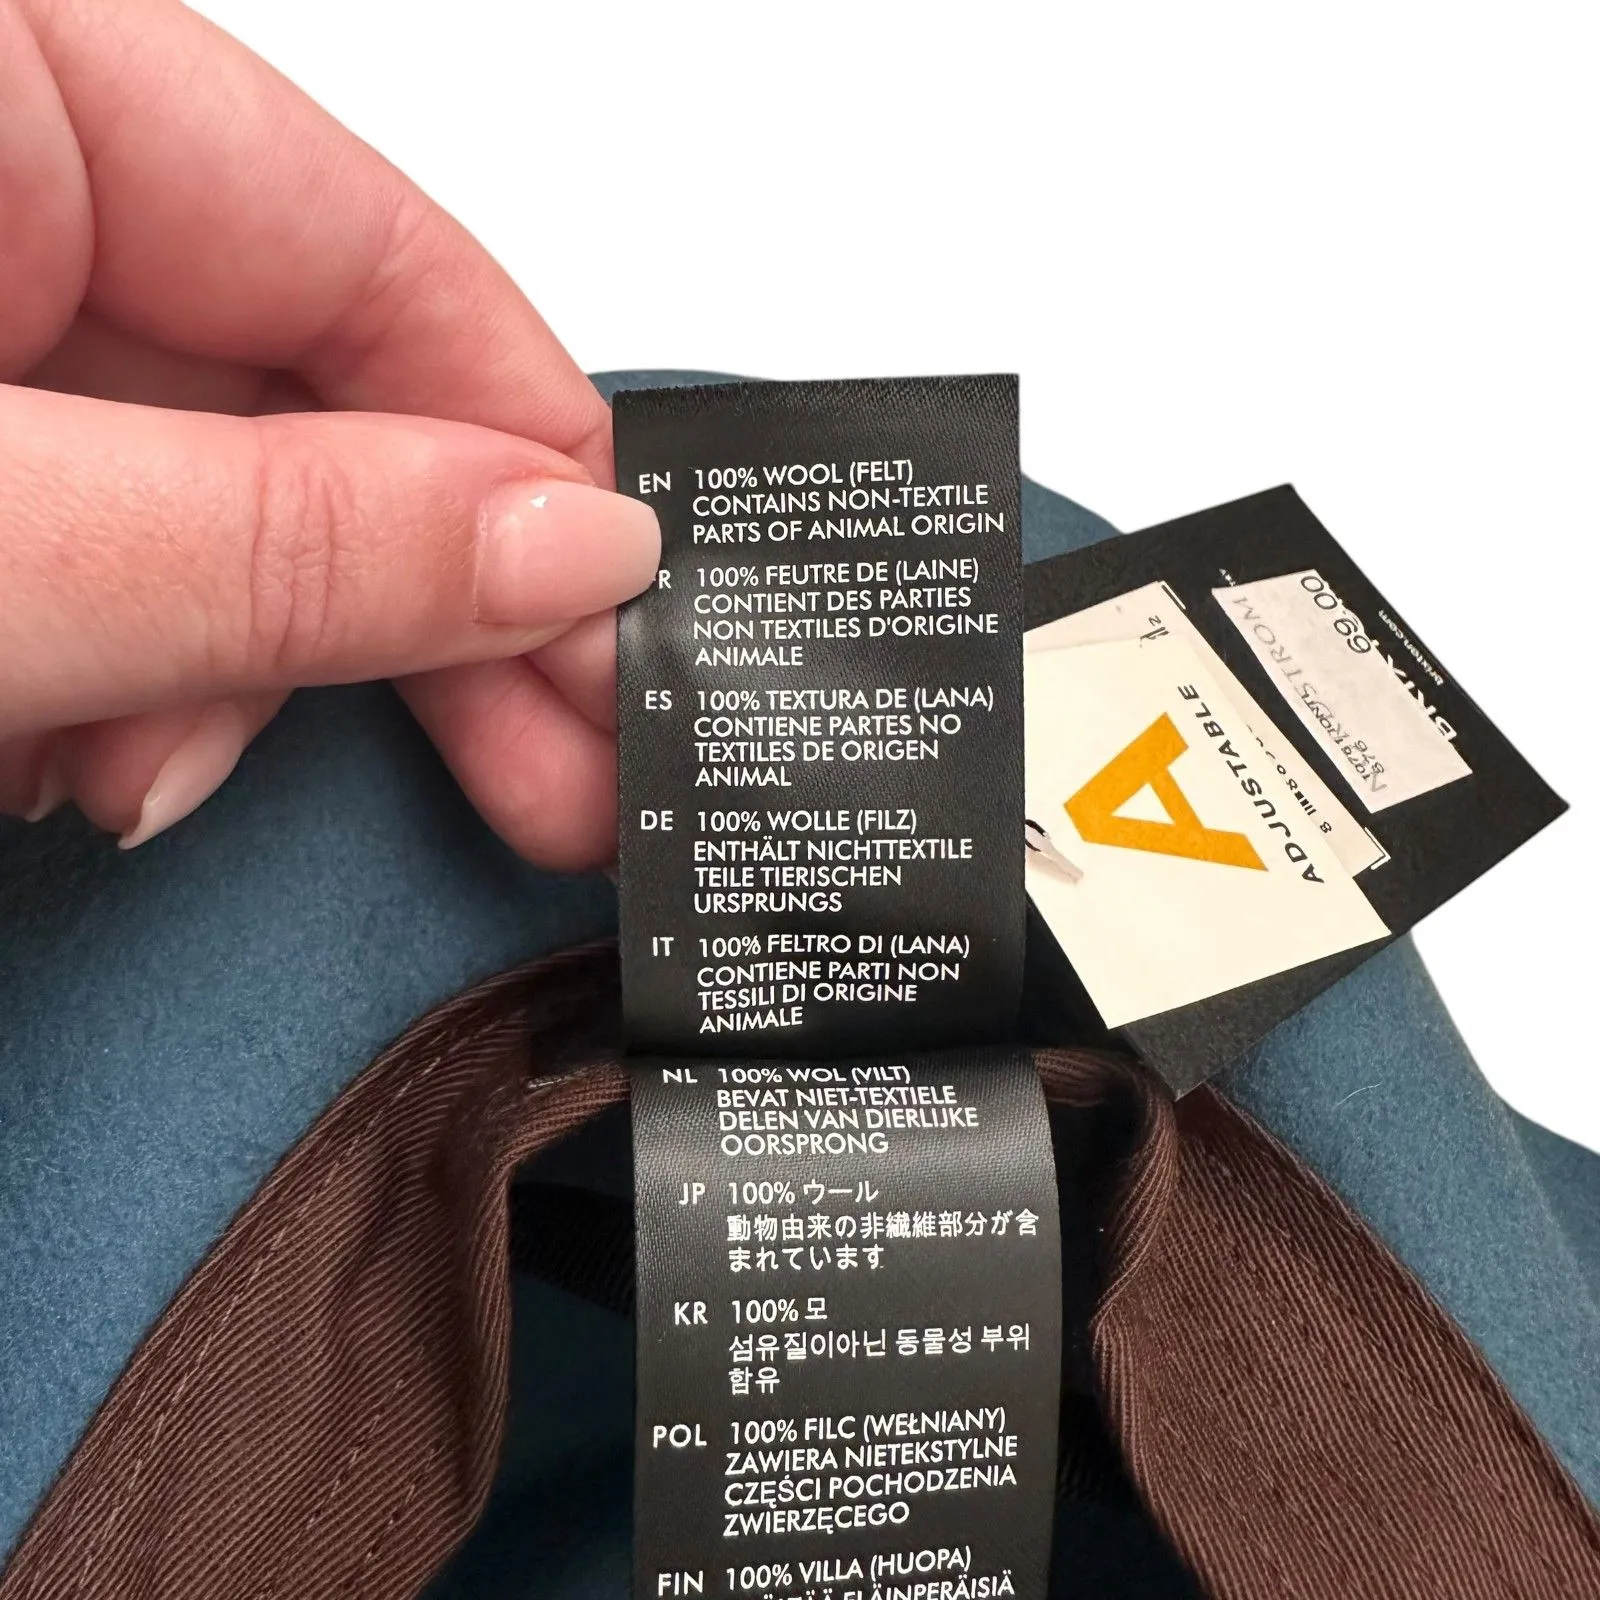 EN 100% WOOL (FELT)
CONTAINS NON-TEXTILE
PARTS OF ANIMAL ORIGIN
R 100% FEUTRE DE (LAINE)
CONTIENT DES PARTIES
NON TEXTILES D'ORIGINE
ANIMALE
ES 100% TEXTURA DE (LANA)
CONTIENE PARTES NO
TEXTILES DE ORIGEN
ANIMAL
DE 100% WOLLE (FILZ)
ENTHÄLT NICHTTEXTILE
TEILE TIERISCHEN
URSPRUNGS
IT 100% FELTRO DI (LANA)
CONTIENE PARTI NON
TESSILI DI ORIGINE
ANIMALE
NL 100% WOL (VILT)
BEVAT NIET-TEXTIELE
DELEN VAN DIERLIJKE
OORSPRONG
JP 100% ウール
動物由来の非繊維部分が含
まれています
KR 100% 모
섬유질이아닌 동물성 부위
함유
POL 100% FILC (WEŁNIANY)
ZAWIERA NIETEKSTYLNE
CZĘŚCI POCHODZENIA
ZWIERZĘCEGO
FIN 100% VILLA (HUOPA)
ELÄINPERÄISIÄ
A
ADJUSTABLE
69.00
brixton.com